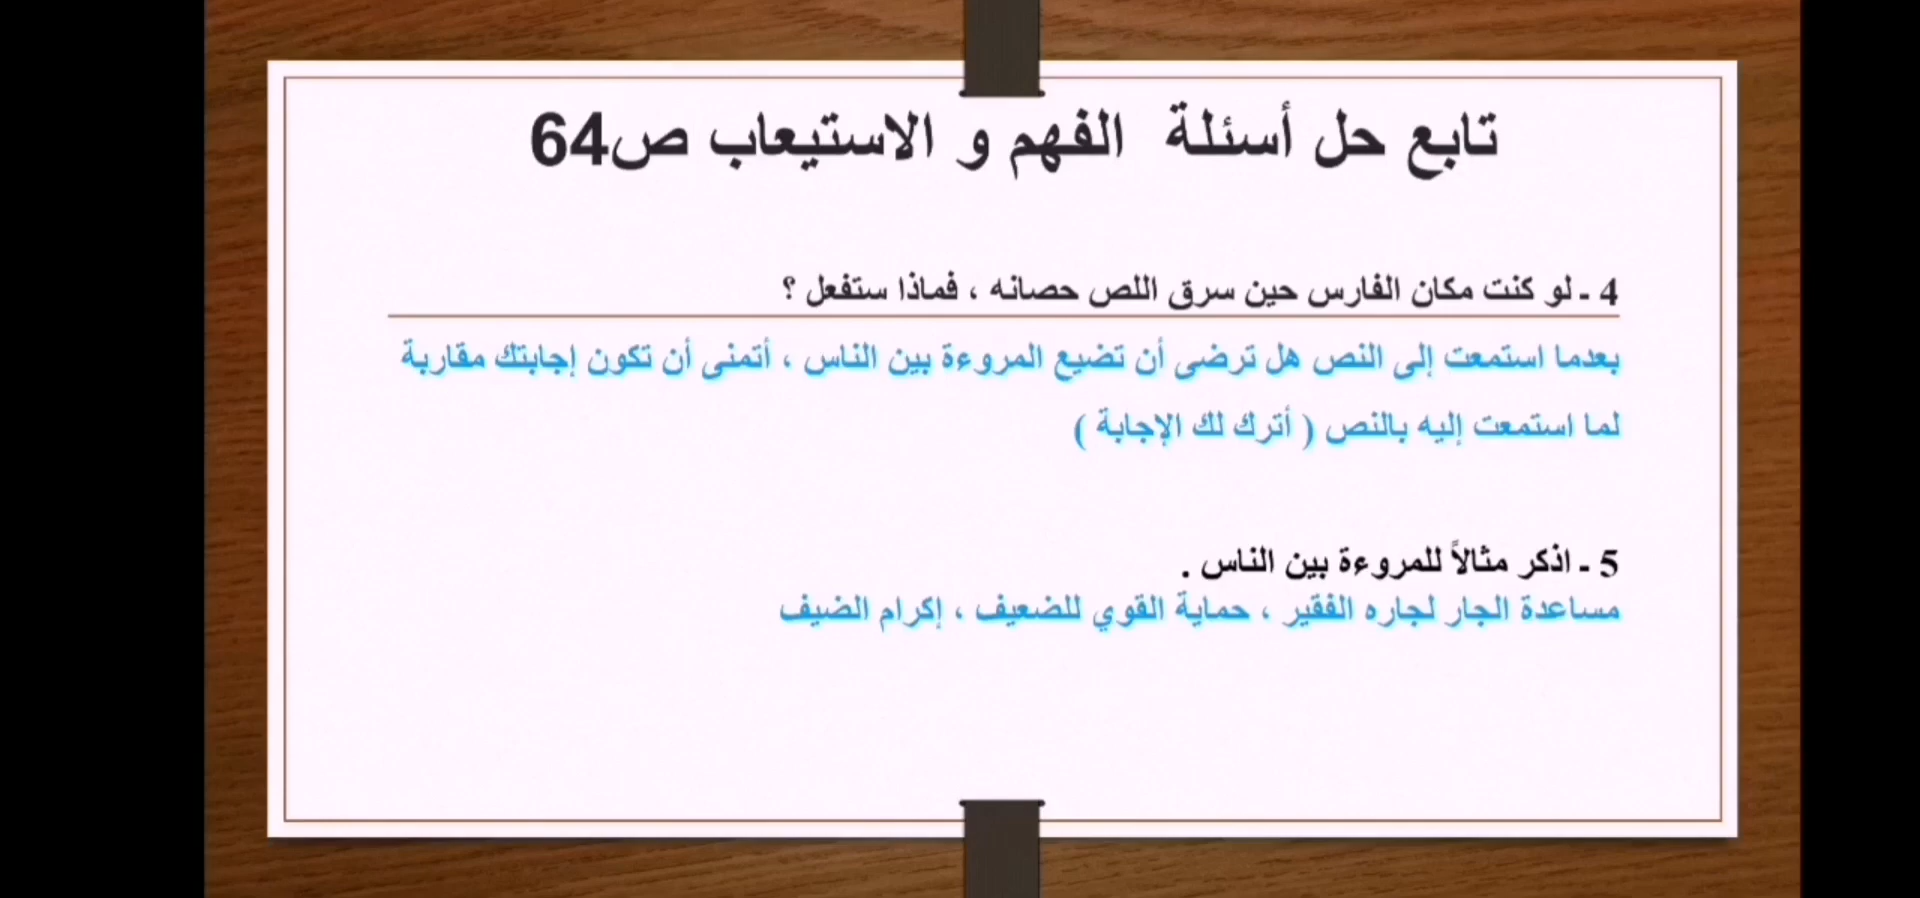 تابع حل أسئلة الفهم و الاستيعاب ص64
4 ـ لو كنت مكان الفارس حين سرق اللص حصانه ، فماذا ستفعل ؟
بعدما استمعت إلى النص هل ترضى أن تضيع المروءة بين الناس ، أتمنى أن تكون إجابتك مقاربة
لما استمعت إليه بالنص ( أترك لك الإجابة )
5 ـ اذكر مثالاً للمروءة بين الناس .
مساعدة الجار لجاره الفقير ، حماية القوي للضعيف ، إكرام الضيف